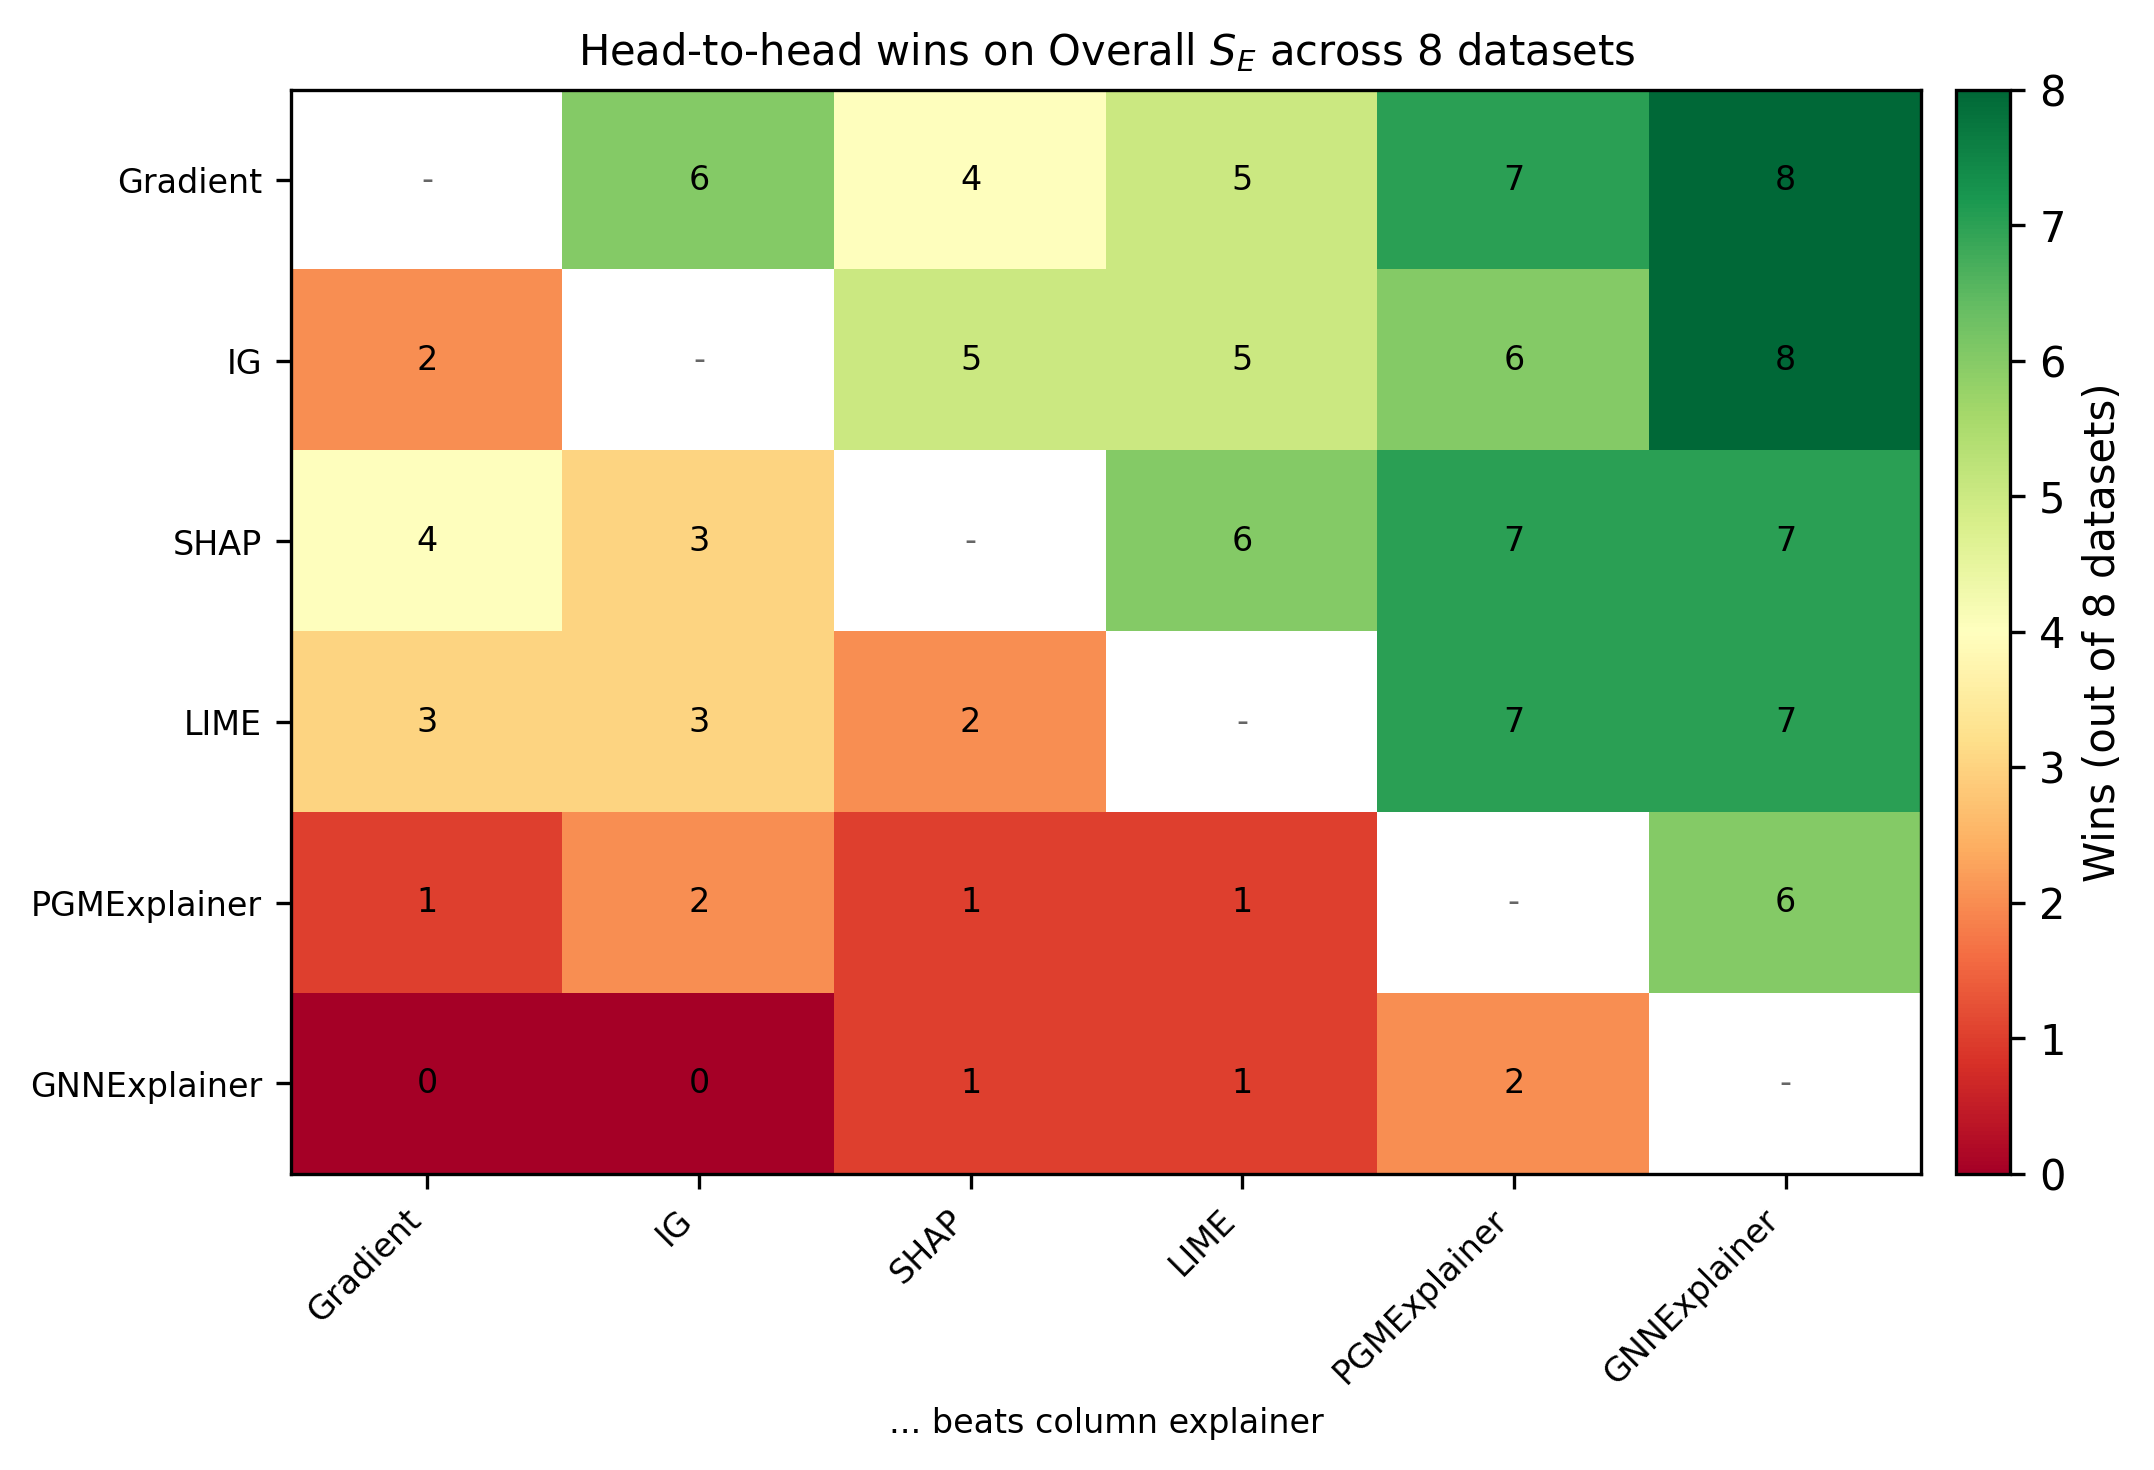 Head-to-head wins on Overall S_E across 8 datasets
Gradient - 6 4 5 7 8
IG 2 - 5 5 6 8
SHAP 4 3 - 6 7 7
LIME 3 3 2 - 7 7
PGMExplainer 1 2 1 1 - 6
GNNExplainer 0 0 1 1 2 -
Gradient IG SHAP LIME PGMExplainer GNNExplainer
... beats column explainer
8
7
6
5
4
3
2
1
0
Wins (out of 8 datasets)